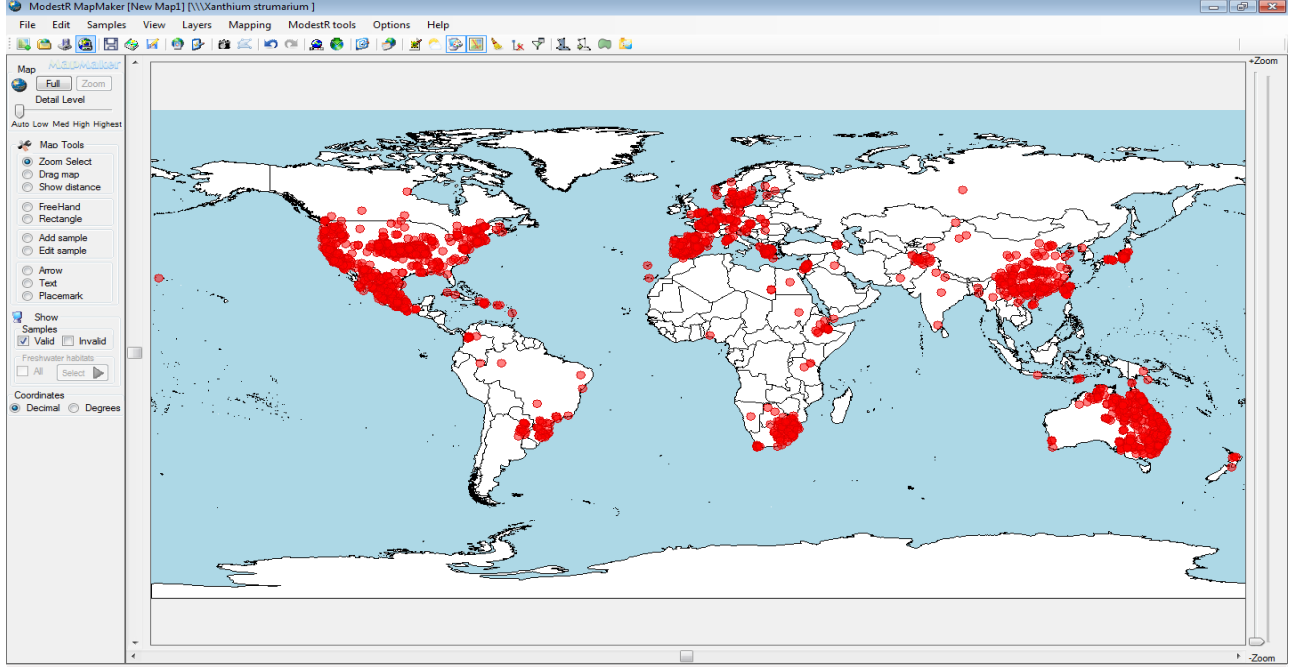 ModestR MapMaker [New Map1] [\\\Xanthium strumarium ]
File Edit Samples View Layers Mapping ModestR tools Options Help
Map MapMaker
Full Zoom
Detail Level
Auto Low Med High Highest
Map Tools
Zoom Select
Drag map
Show distance
FreeHand
Rectangle
Add sample
Edit sample
Arrow
Text
Placemark
Show
Samples
Valid Invalid
Freshwater habitats
All Select
Coordinates
Decimal Degrees
+Zoom
-Zoom